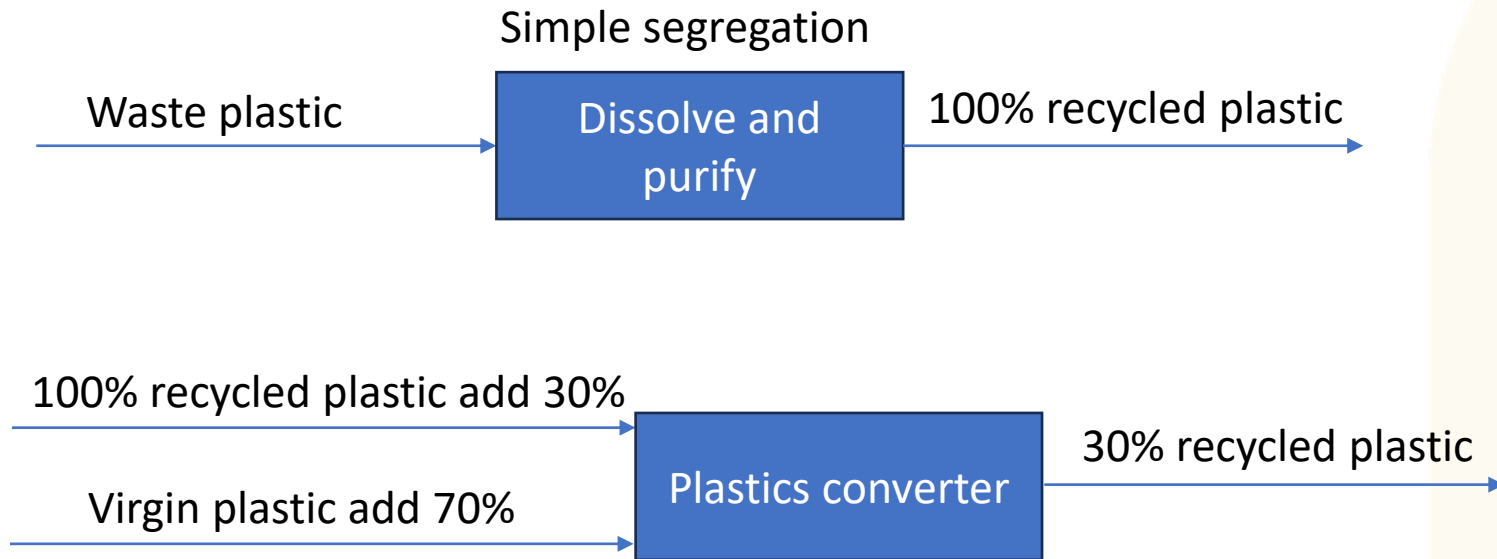 Simple segregation
Waste plastic
Dissolve and
purify
100% recycled plastic
100% recycled plastic add 30%
Virgin plastic add 70%
Plastics converter
30% recycled plastic